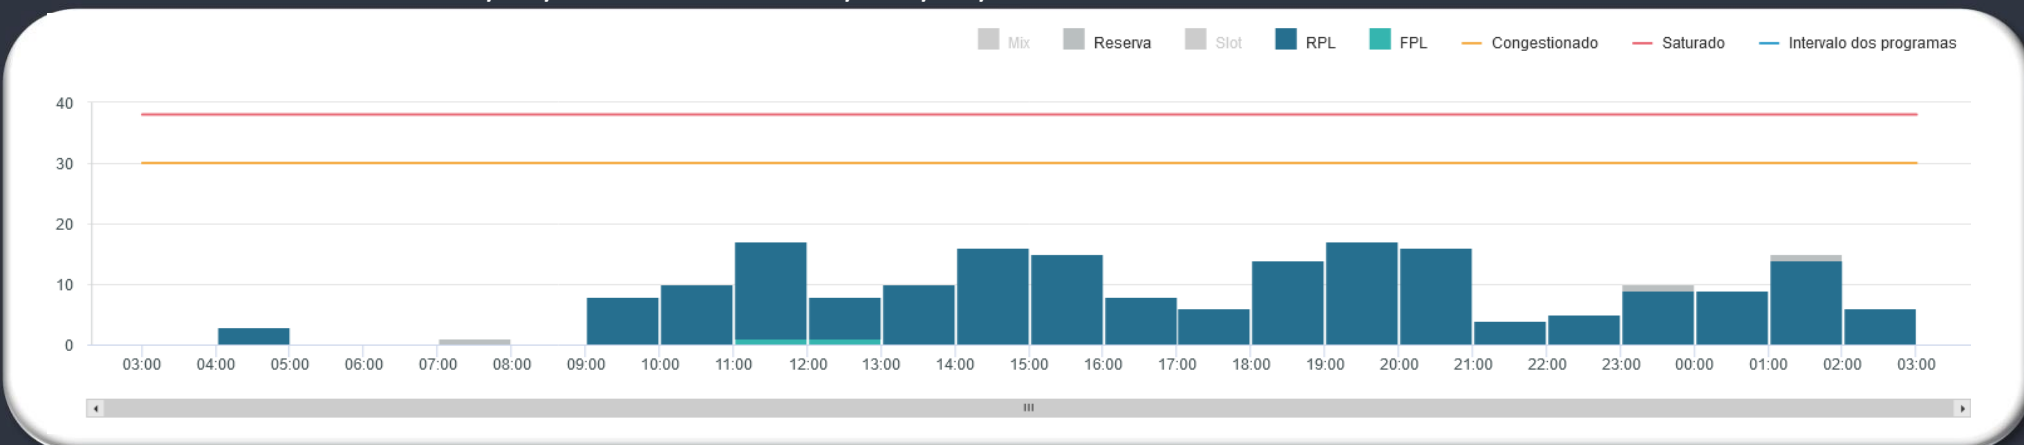 Mix Reserva Slot RPL FPL Congestionado Saturado Intervalo dos programas
40
30
20
10
0
03:00 04:00 05:00 06:00 07:00 08:00 09:00 10:00 11:00 12:00 13:00 14:00 15:00 16:00 17:00 18:00 19:00 20:00 21:00 22:00 23:00 00:00 01:00 02:00 03:00